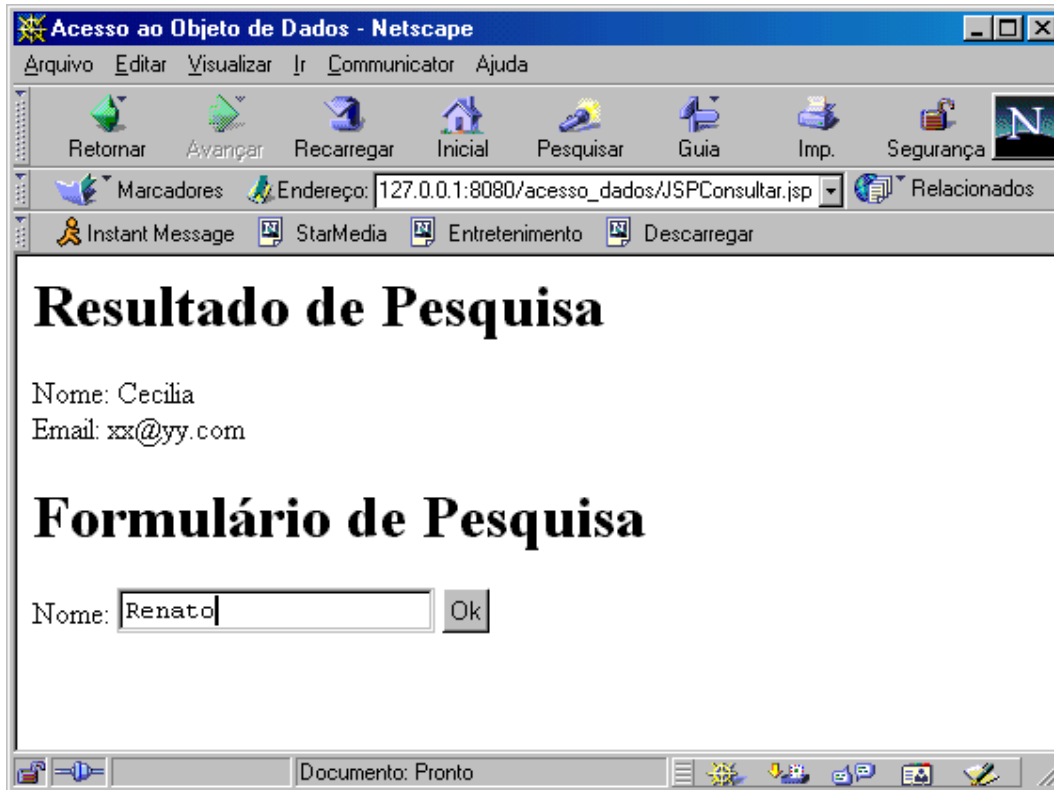 Acesso ao Objeto de Dados - Netscape
Arquivo Editar Visualizar Ir Communicator Ajuda
Retornar Avançar Recarregar Inicial Pesquisar Guia Imp. Segurança N
Marcadores Endereço: 127.0.0.1:8080/acesso_dados/JSPConsultar.jsp Relacionados
Instant Message StarMedia Entretenimento Descarregar
Resultado de Pesquisa
Nome: Cecilia
Email: xx@yy.com
Formulário de Pesquisa
Nome: Renato Ok
Documento: Pronto